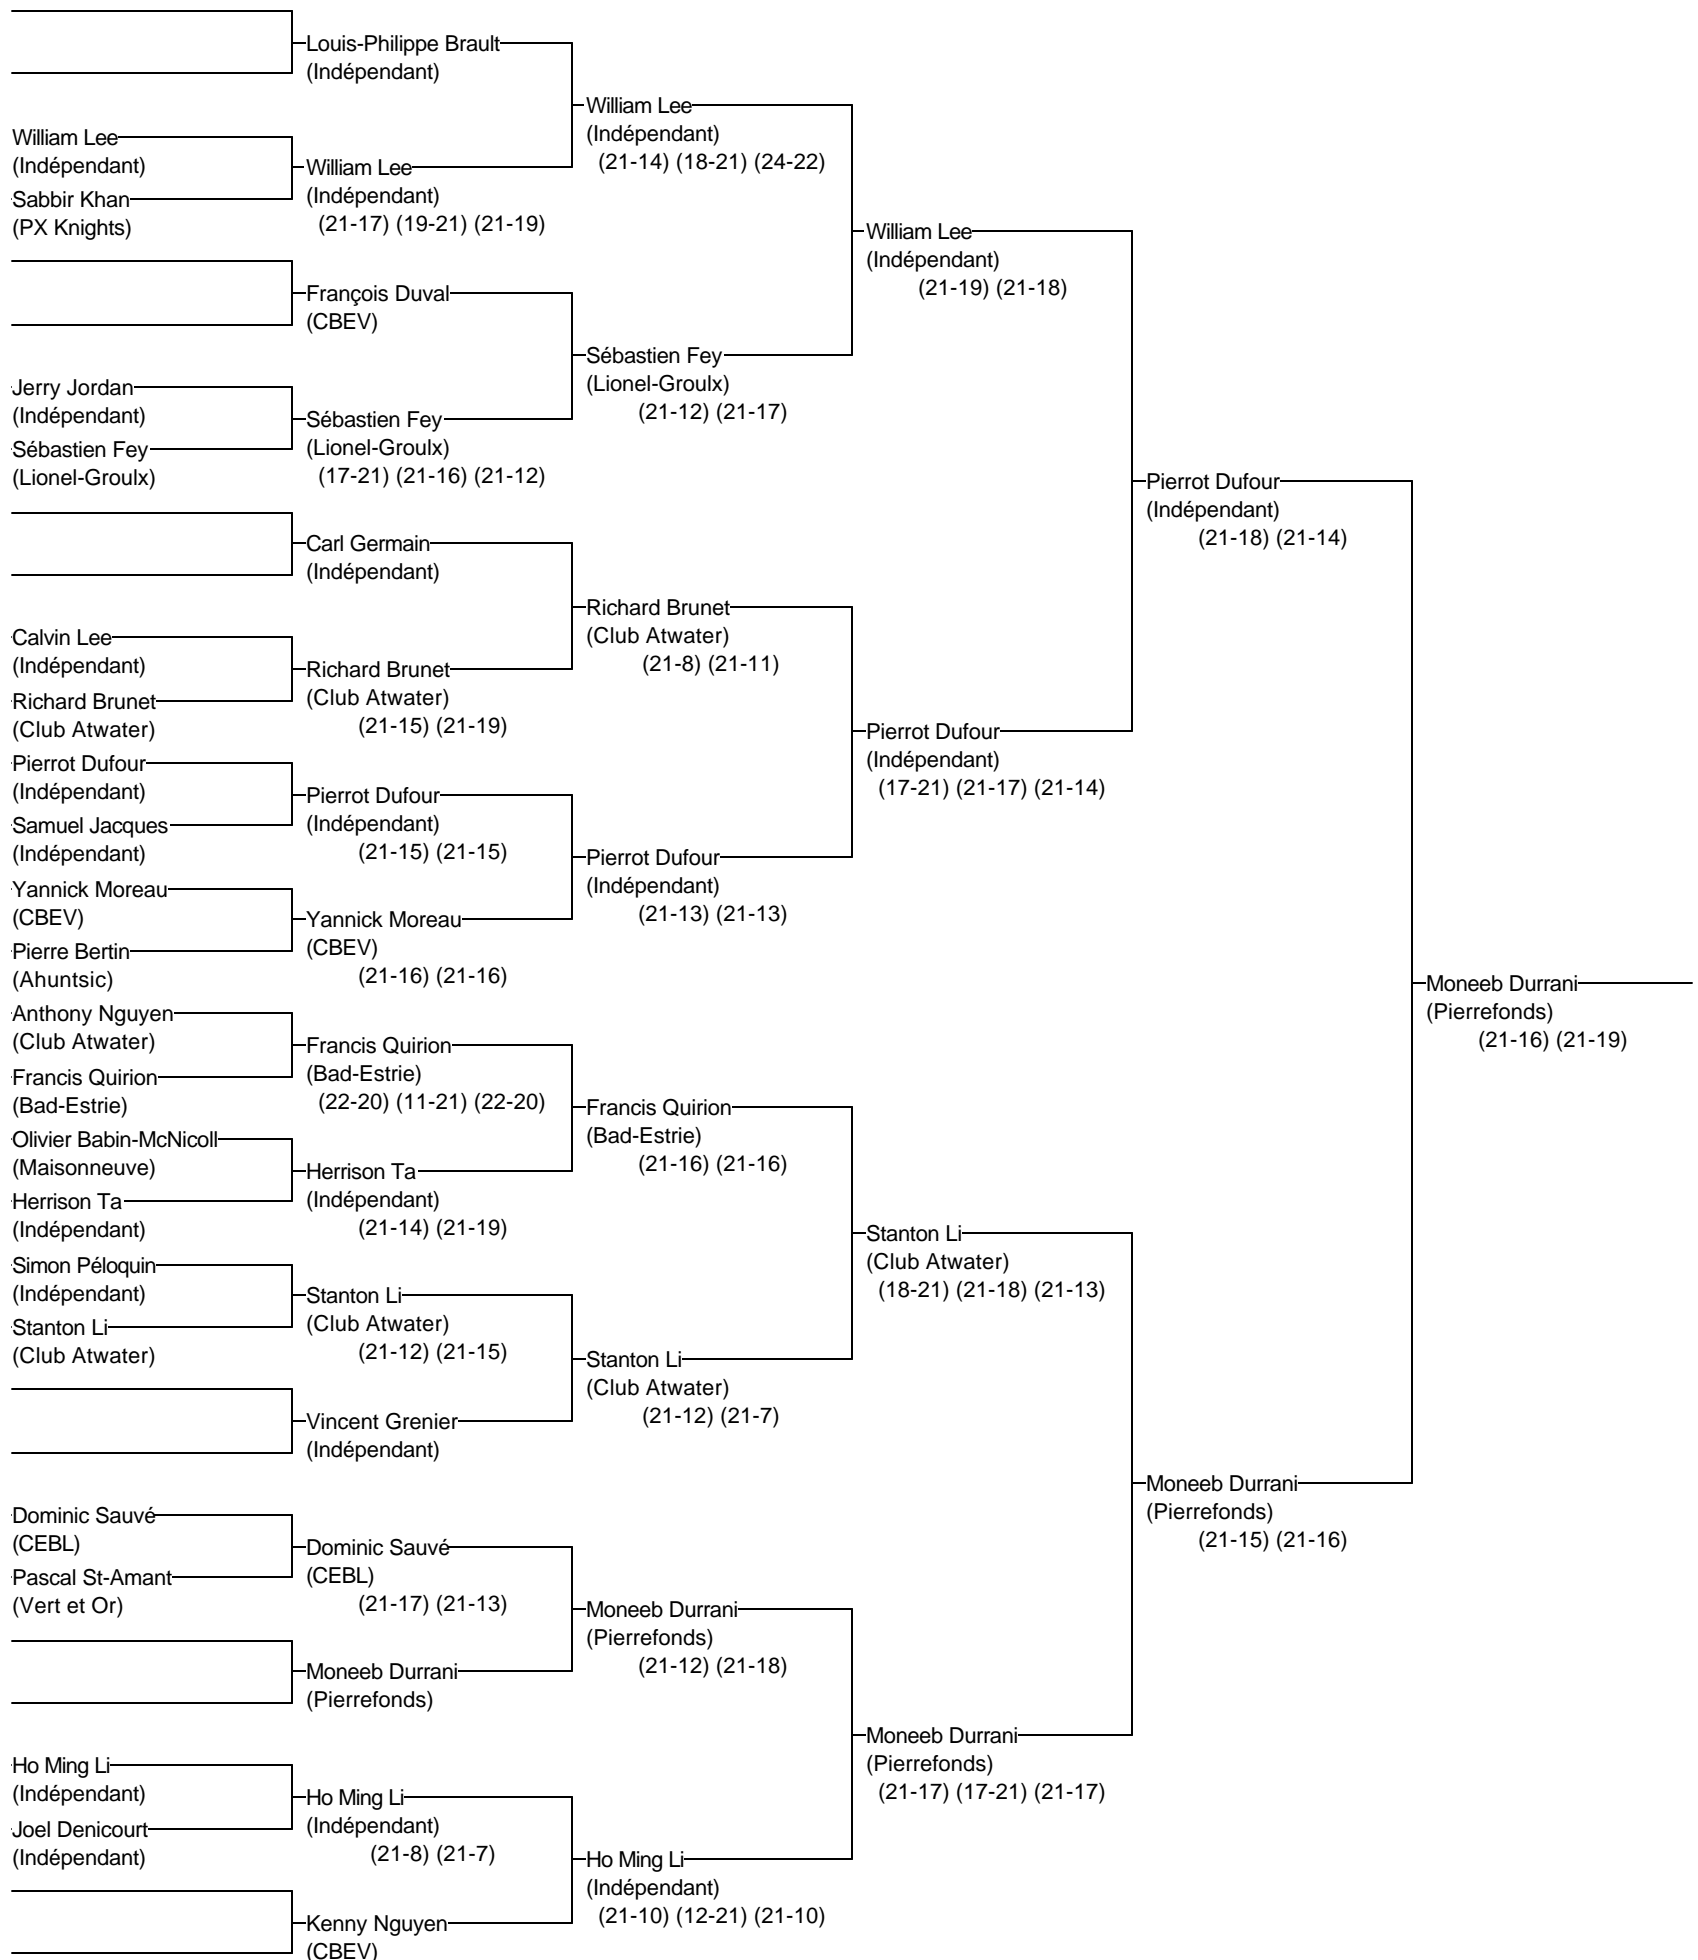 Louis-Philippe Brault
(Indépendant)
William Lee
(Indépendant)
(21-14) (18-21) (24-22)
William Lee
(Indépendant)
Sabbir Khan
(PX Knights)
William Lee
(Indépendant)
(21-17) (19-21) (21-19)
William Lee
(Indépendant)
(21-19) (21-18)
François Duval
(CBEV)
Sébastien Fey
(Lionel-Groulx)
(21-12) (21-17)
Jerry Jordan
(Indépendant)
Sébastien Fey
(Lionel-Groulx)
Sébastien Fey
(Lionel-Groulx)
(17-21) (21-16) (21-12)
Pierrot Dufour
(Indépendant)
(21-18) (21-14)
Carl Germain
(Indépendant)
Richard Brunet
(Club Atwater)
(21-8) (21-11)
Calvin Lee
(Indépendant)
Richard Brunet
(Club Atwater)
Richard Brunet
(Club Atwater)
(21-15) (21-19)
Pierrot Dufour
(Indépendant)
(17-21) (21-17) (21-14)
Pierrot Dufour
(Indépendant)
Samuel Jacques
(Indépendant)
Pierrot Dufour
(Indépendant)
(21-15) (21-15)
Pierrot Dufour
(Indépendant)
(21-13) (21-13)
Yannick Moreau
(CBEV)
Pierre Bertin
(Ahuntsic)
Yannick Moreau
(CBEV)
(21-16) (21-16)
Moneeb Durrani
(Pierrefonds)
(21-16) (21-19)
Anthony Nguyen
(Club Atwater)
Francis Quirion
(Bad-Estrie)
Francis Quirion
(Bad-Estrie)
(22-20) (11-21) (22-20)
Francis Quirion
(Bad-Estrie)
(21-16) (21-16)
Olivier Babin-McNicoll
(Maisonneuve)
Herrison Ta
(Indépendant)
Herrison Ta
(Indépendant)
(21-14) (21-19)
Stanton Li
(Club Atwater)
(18-21) (21-18) (21-13)
Simon Péloquin
(Indépendant)
Stanton Li
(Club Atwater)
Stanton Li
(Club Atwater)
(21-12) (21-15)
Stanton Li
(Club Atwater)
(21-12) (21-7)
Vincent Grenier
(Indépendant)
Moneeb Durrani
(Pierrefonds)
(21-15) (21-16)
Dominic Sauvé
(CEBL)
Pascal St-Amant
(Vert et Or)
Dominic Sauvé
(CEBL)
(21-17) (21-13)
Moneeb Durrani
(Pierrefonds)
(21-12) (21-18)
Moneeb Durrani
(Pierrefonds)
Moneeb Durrani
(Pierrefonds)
(21-17) (17-21) (21-17)
Ho Ming Li
(Indépendant)
Joel Denicourt
(Indépendant)
Ho Ming Li
(Indépendant)
(21-8) (21-7)
Ho Ming Li
(Indépendant)
(21-10) (12-21) (21-10)
Kenny Nguyen
(CBEV)